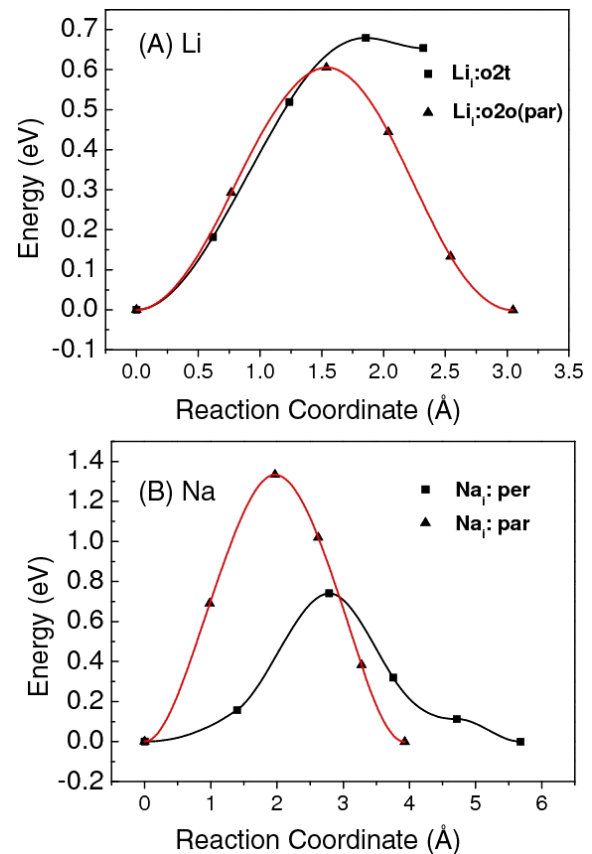 (A) Li
Li_i:o2t
Li_i:o2o(par)
Energy (eV)
0.7
0.6
0.5
0.4
0.3
0.2
0.1
0.0
-0.1
0.0 0.5 1.0 1.5 2.0 2.5 3.0 3.5
Reaction Coordinate (Å)
(B) Na
Na_i: per
Na_i: par
Energy (eV)
1.4
1.2
1.0
0.8
0.6
0.4
0.2
0.0
-0.2
0 1 2 3 4 5 6
Reaction Coordinate (Å)